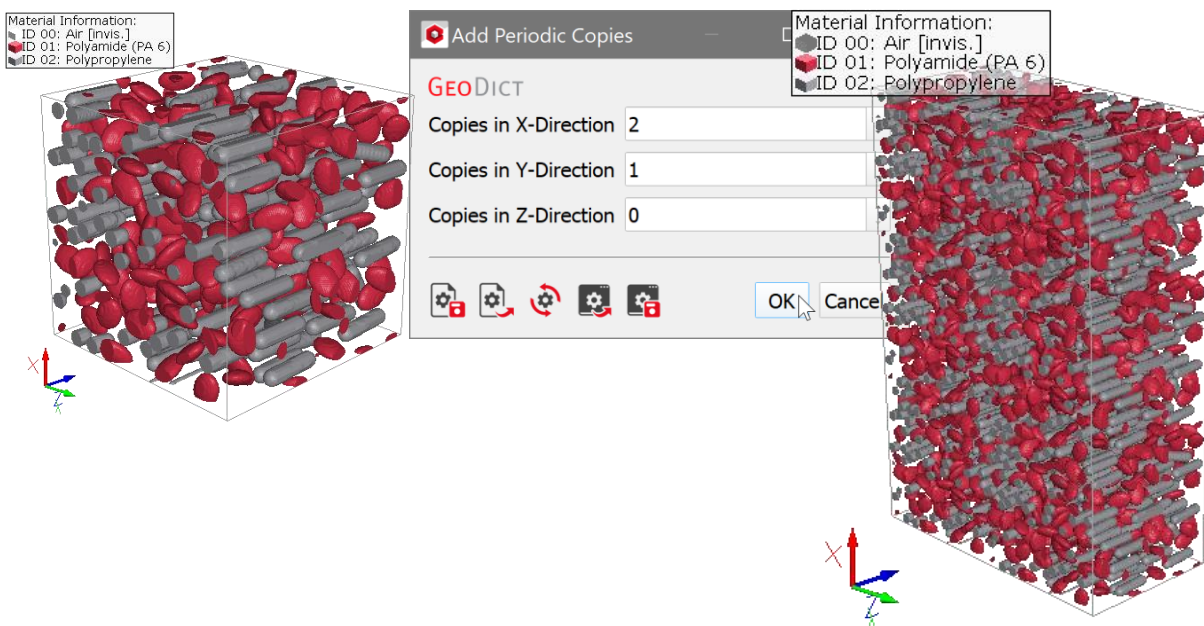 Material Information:
ID 00: Air [invis.]
ID 01: Polyamide (PA 6)
ID 02: Polypropylene
Add Periodic Copies
GEODICT
Copies in X-Direction 2
Copies in Y-Direction 1
Copies in Z-Direction 0
OK
Cancel
Material Information:
ID 00: Air [invis.]
ID 01: Polyamide (PA 6)
ID 02: Polypropylene
X
Z
X
Z